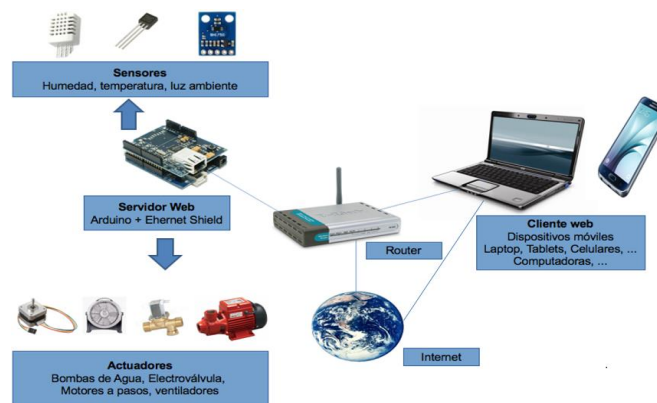 Sensores
Humedad, temperatura, luz ambiente
Servidor Web
Arduino + Ehernet Shield
Router
Cliente web
Dispositivos móviles
Laptop, Tablets, Celulares, ...
Computadoras, ...
Internet
Actuadores
Bombas de Agua, Electroválvula,
Motores a pasos, ventiladores